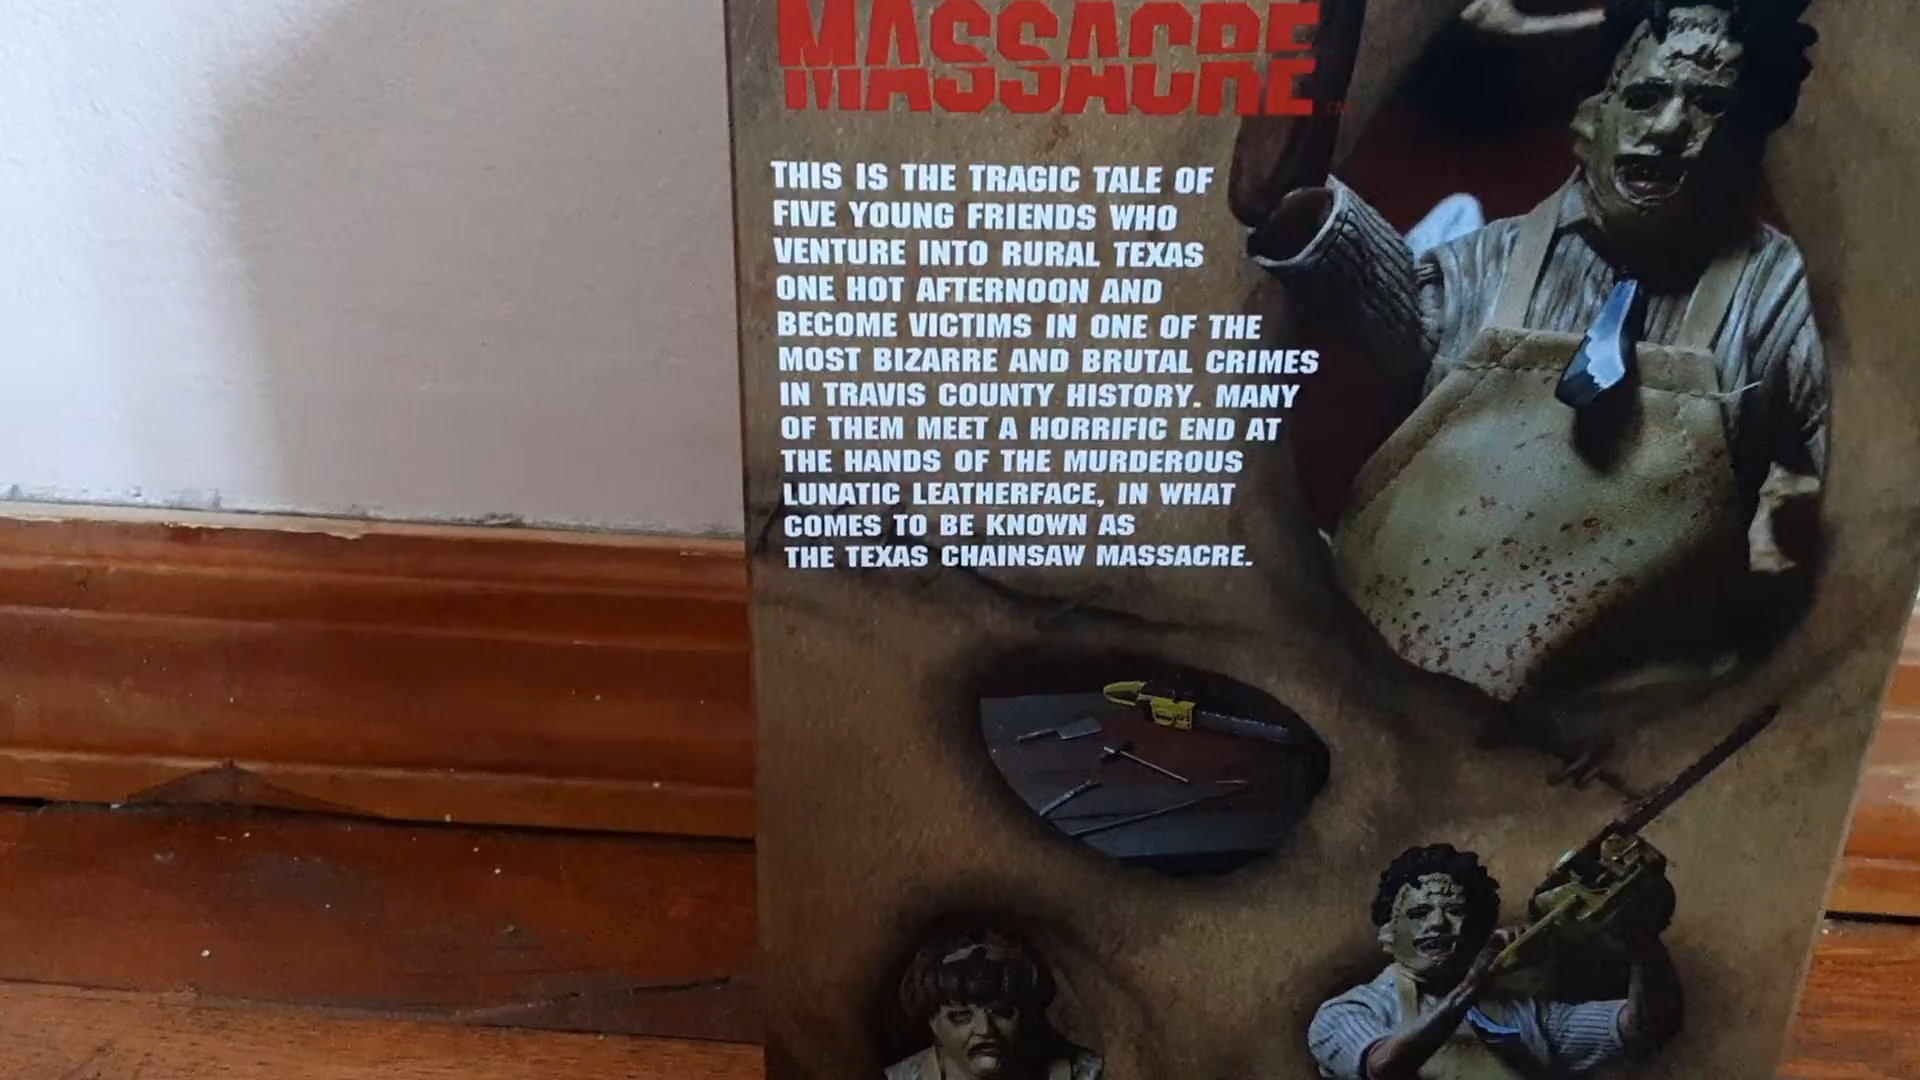 MASSACRE
THIS IS THE TRAGIC TALE OF
FIVE YOUNG FRIENDS WHO
VENTURE INTO RURAL TEXAS
ONE HOT AFTERNOON AND
BECOME VICTIMS IN ONE OF THE
MOST BIZARRE AND BRUTAL CRIMES
IN TRAVIS COUNTY HISTORY. MANY
OF THEM MEET A HORRIFIC END AT
THE HANDS OF THE MURDEROUS
LUNATIC LEATHERFACE, IN WHAT
COMES TO BE KNOWN AS
THE TEXAS CHAINSAW MASSACRE.